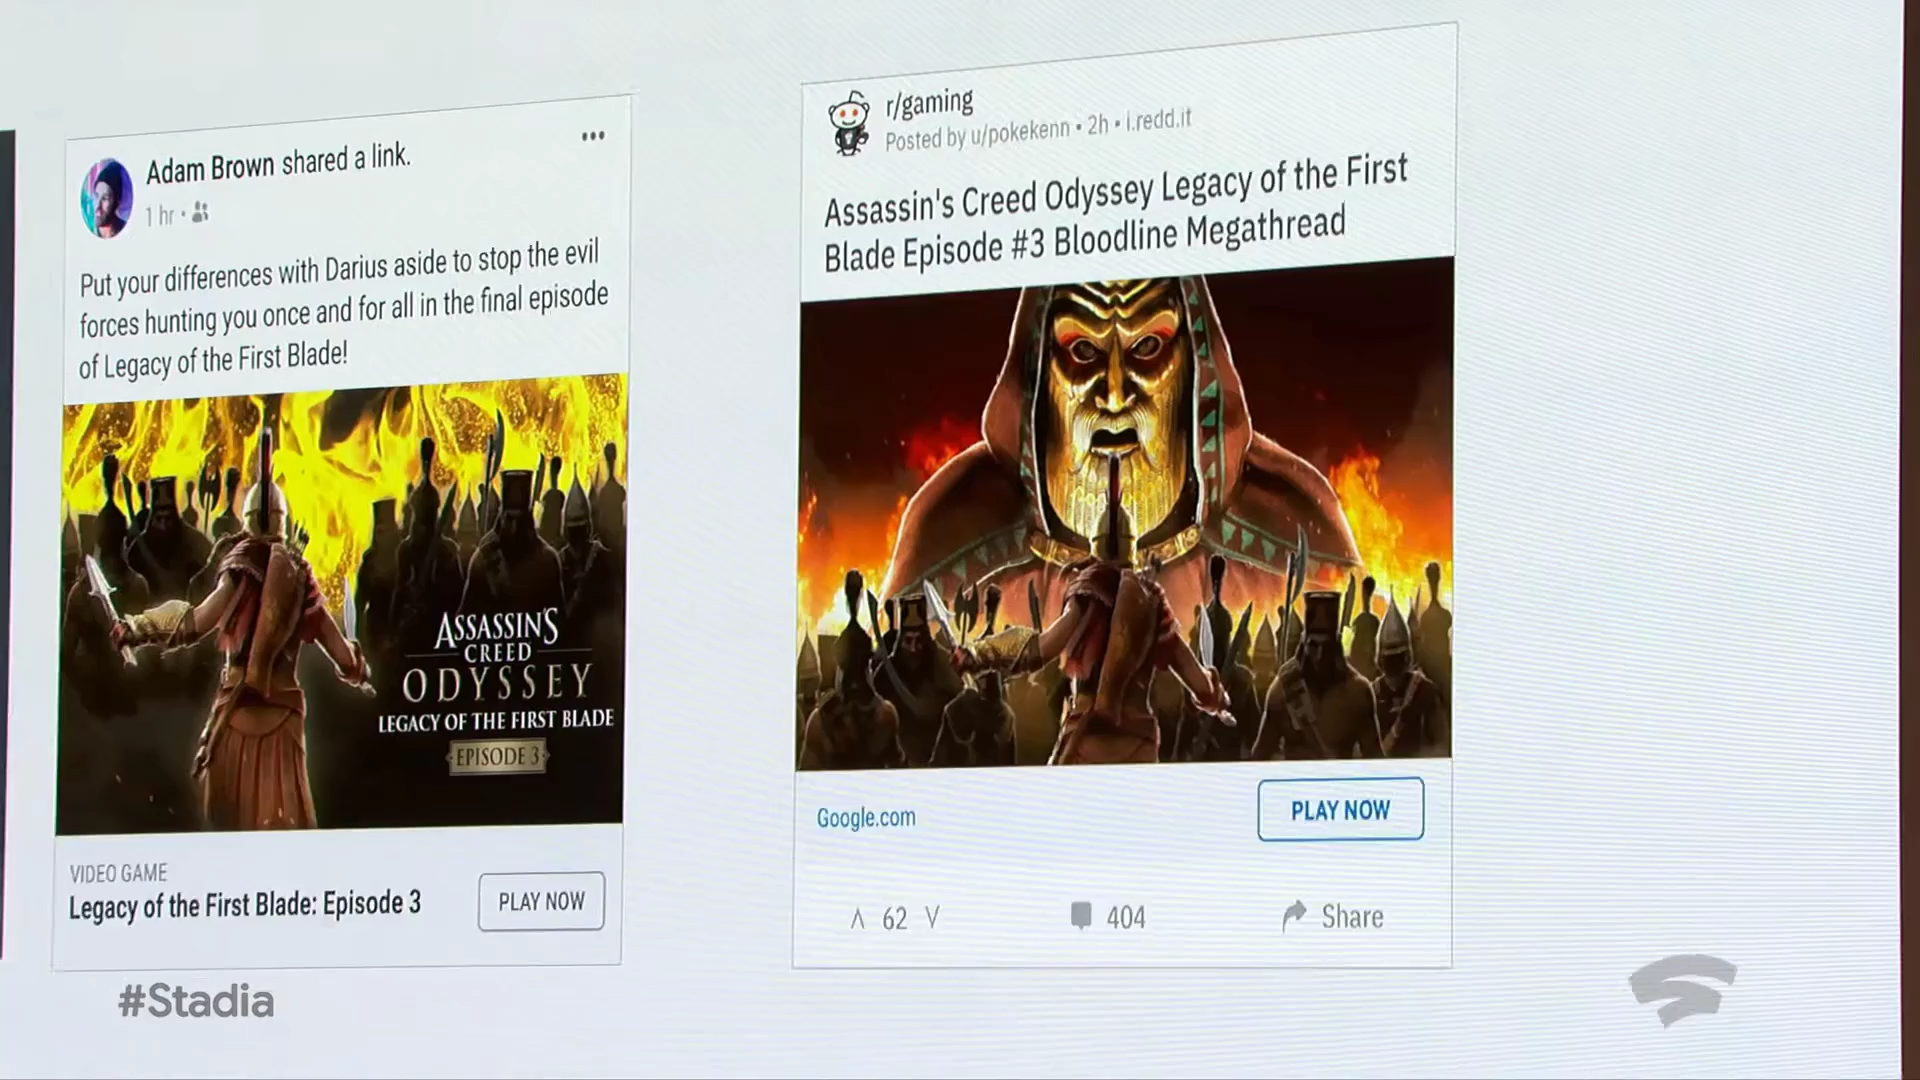 Adam Brown shared a link.
1 hr •
Put your differences with Darius aside to stop the evil
forces hunting you once and for all in the final episode
of Legacy of the First Blade!
ASSASSIN'S
CREED
ODYSSEY
LEGACY OF THE FIRST BLADE
EPISODE 3
VIDEO GAME
Legacy of the First Blade: Episode 3
PLAY NOW
r/gaming
Posted by u/pokekenn • 2h • i.redd.it
Assassin's Creed Odyssey Legacy of the First
Blade Episode #3 Bloodline Megathread
Google.com
PLAY NOW
62
404
Share
#Stadia